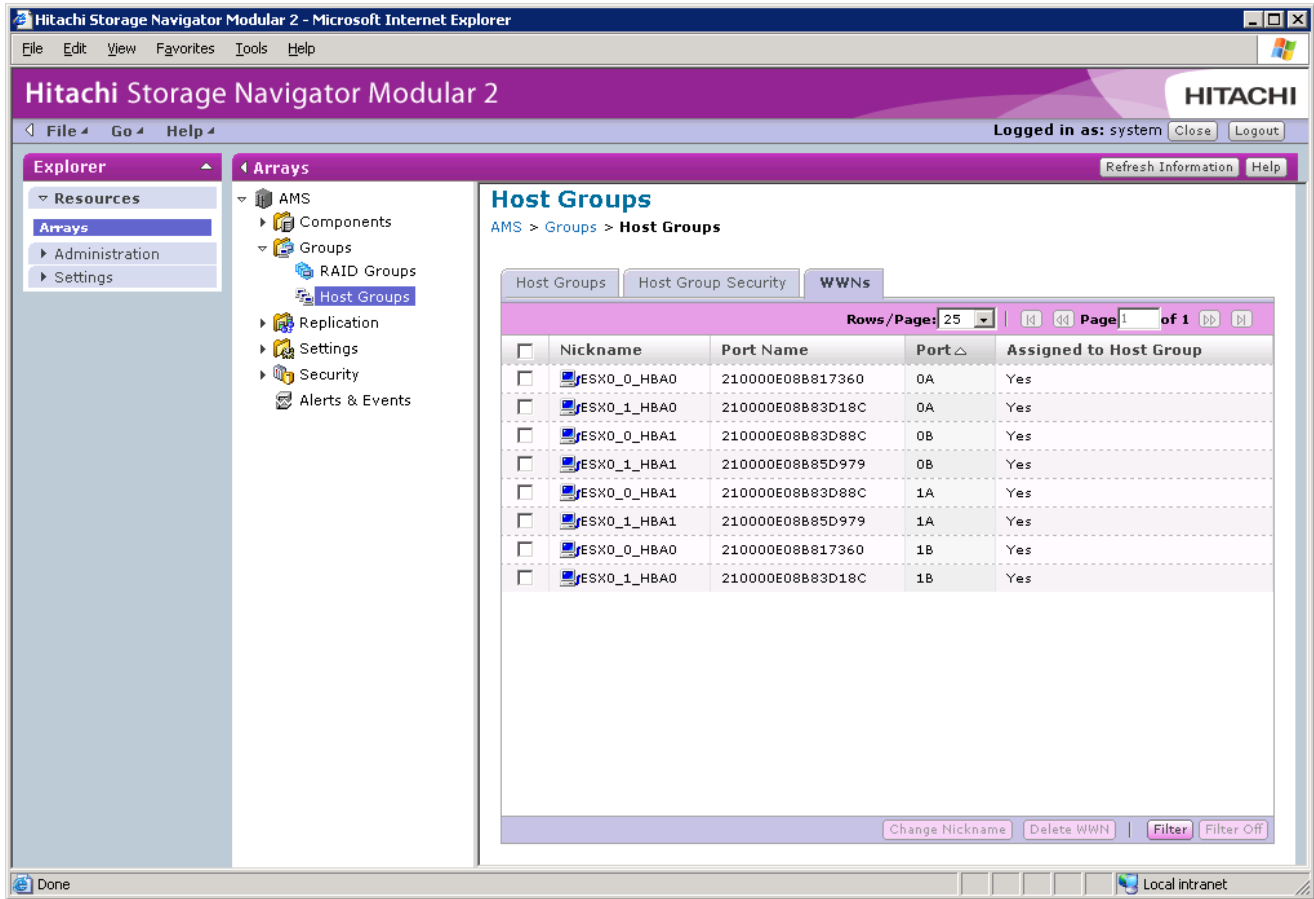 Hitachi Storage Navigator Modular 2 - Microsoft Internet Explorer
File Edit View Favorites Tools Help
Hitachi Storage Navigator Modular 2
HITACHI
File Go Help
Logged in as: system Close Logout
Explorer
Arrays
Refresh Information Help
Resources
Arrays
Administration
Settings
AMS
Components
Groups
RAID Groups
Host Groups
Replication
Settings
Security
Alerts & Events
Host Groups
AMS > Groups > Host Groups
Host Groups Host Group Security WWNs
Rows/Page: 25 | Page 1 of 1
Nickname Port Name Port Assigned to Host Group
ESX0_0_HBA0 210000E08B817360 0A Yes
ESX0_1_HBA0 210000E08B83D18C 0A Yes
ESX0_0_HBA1 210000E08B83D88C 0B Yes
ESX0_1_HBA1 210000E08B85D979 0B Yes
ESX0_0_HBA1 210000E08B83D88C 1A Yes
ESX0_1_HBA1 210000E08B85D979 1A Yes
ESX0_0_HBA0 210000E08B817360 1B Yes
ESX0_1_HBA0 210000E08B83D18C 1B Yes
Change Nickname Delete WWN | Filter Filter Off
Done
Local intranet